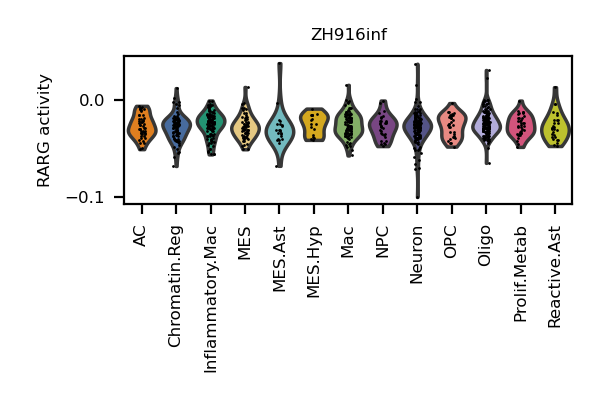 ZH916inf
RARG activity
0.0
−0.1
AC
Chromatin.Reg
Inflammatory.Mac
MES
MES.Ast
MES.Hyp
Mac
NPC
Neuron
OPC
Oligo
Prolif.Metab
Reactive.Ast